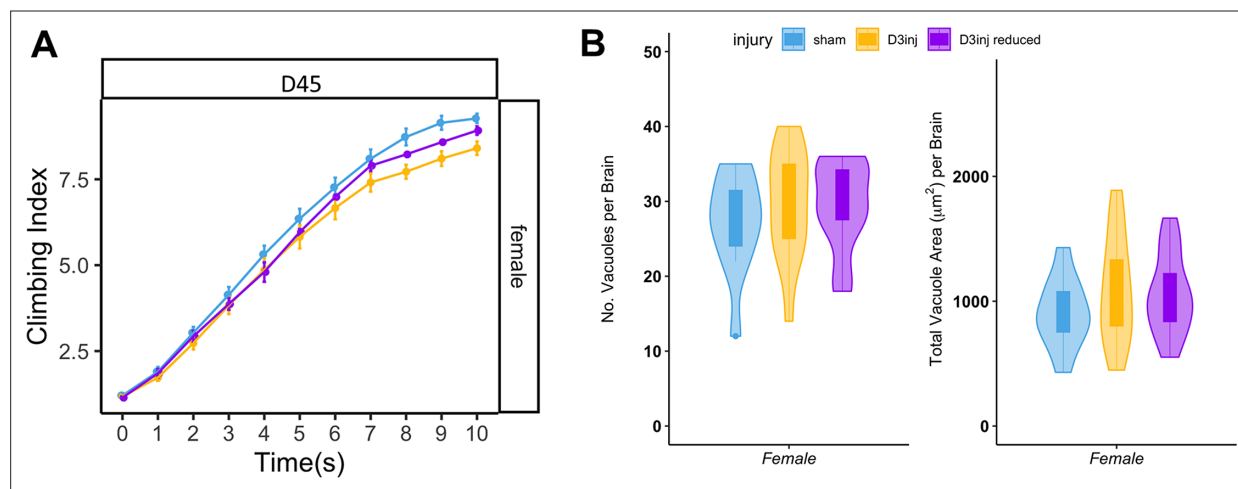 A
D45
Climbing Index
7.5
5.0
2.5
female
0 1 2 3 4 5 6 7 8 9 10
Time(s)
B
injury sham D3inj D3inj reduced
No. Vacuoles per Brain
50
40
30
20
10
0
Female
Total Vacuole Area (μm²) per Brain
2000
1000
0
Female